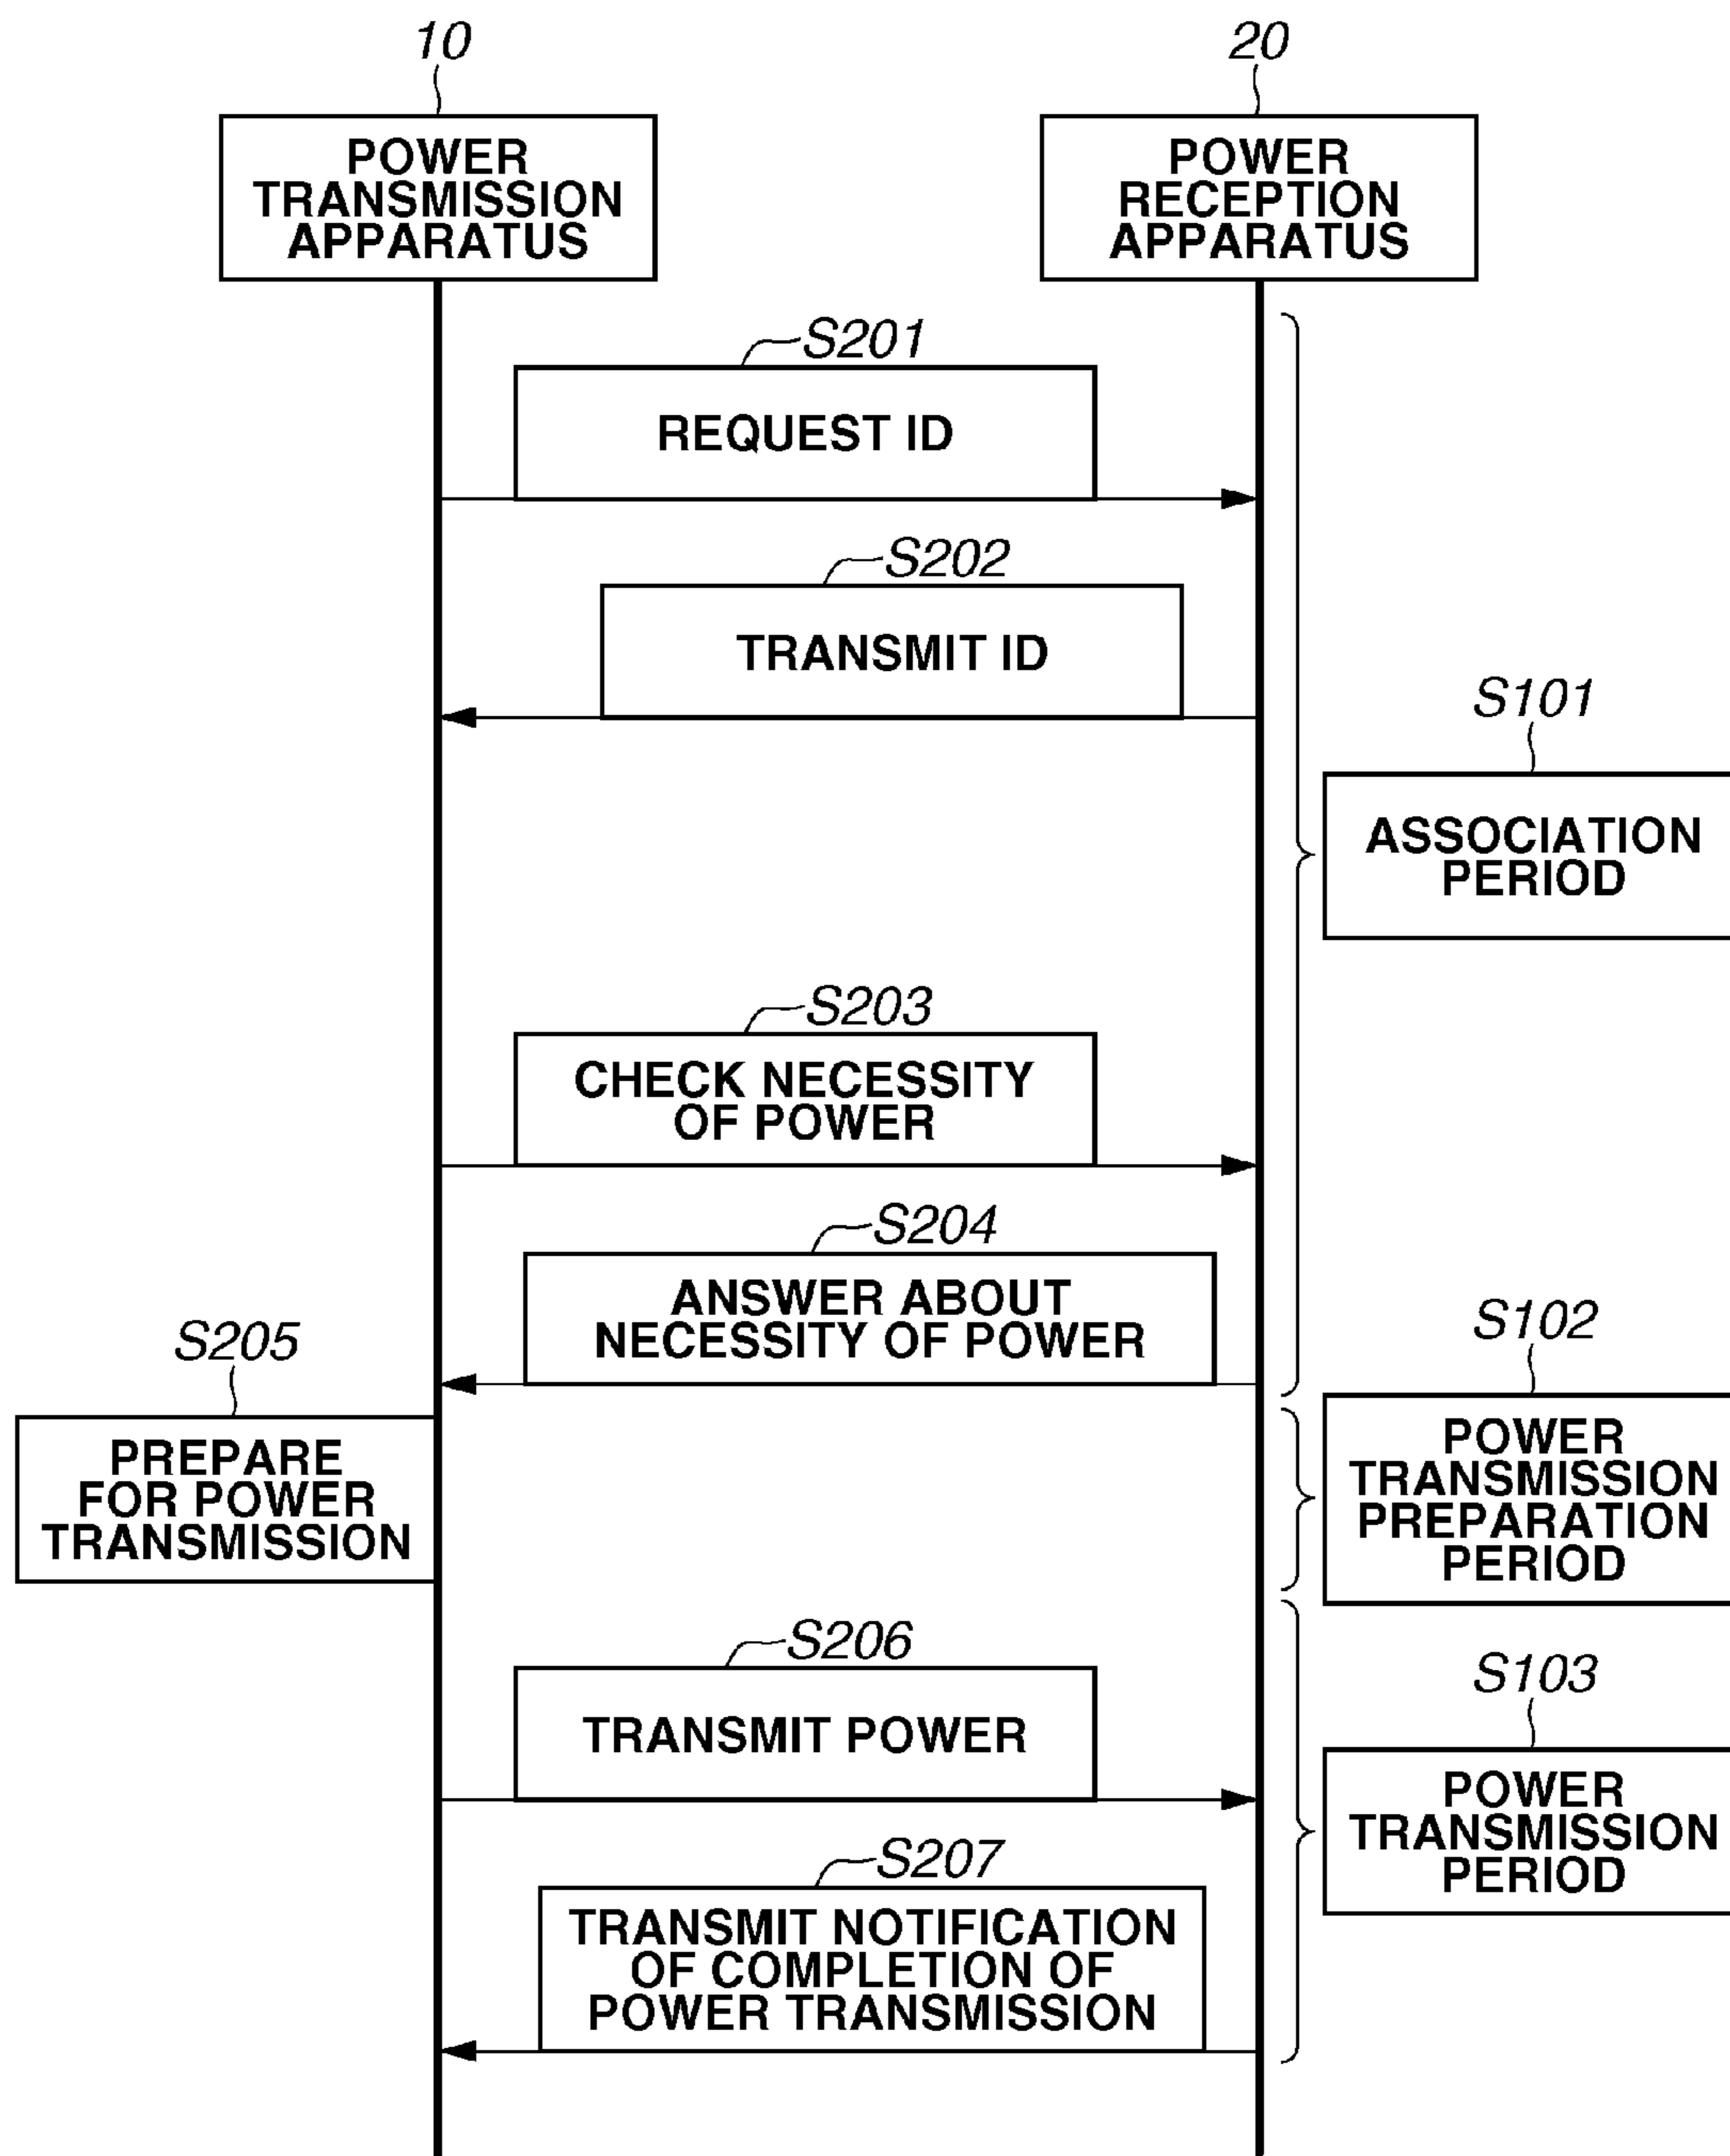 10
20
POWER
TRANSMISSION
APPARATUS
POWER
RECEPTION
APPARATUS
S201
REQUEST ID
S202
TRANSMIT ID
S101
ASSOCIATION
PERIOD
S203
CHECK NECESSITY
OF POWER
S204
ANSWER ABOUT
NECESSITY OF POWER
S205
PREPARE
FOR POWER
TRANSMISSION
S102
POWER
TRANSMISSION
PREPARATION
PERIOD
S206
TRANSMIT POWER
S103
POWER
TRANSMISSION
PERIOD
S207
TRANSMIT NOTIFICATION
OF COMPLETION OF
POWER TRANSMISSION